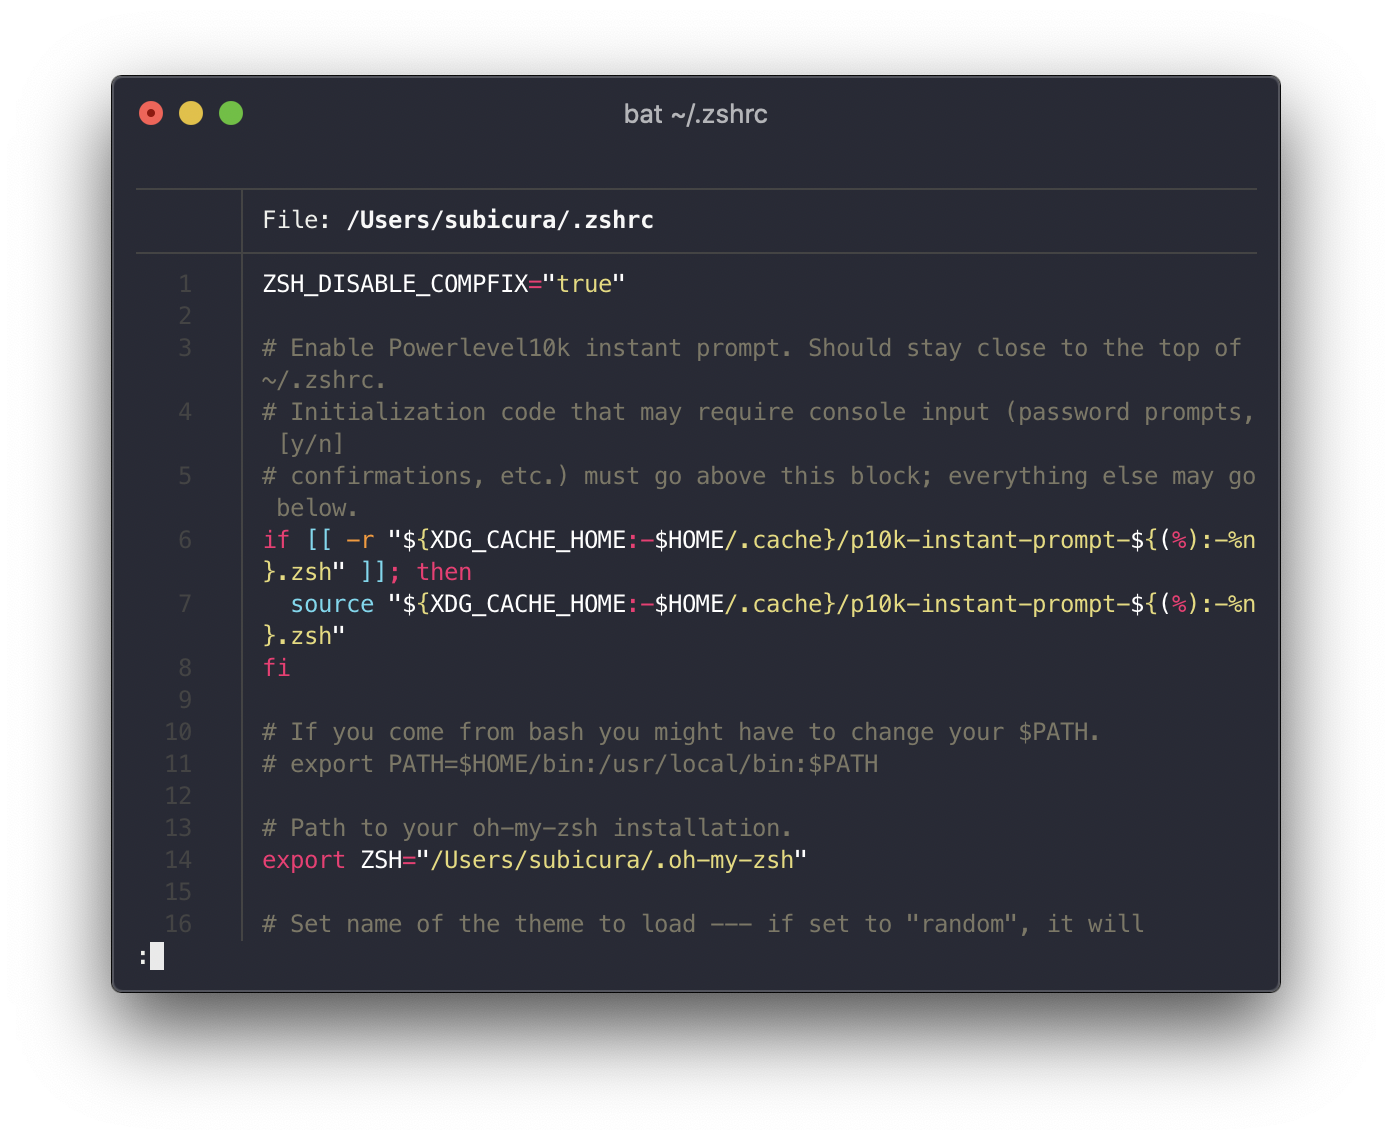 bat ~/.zshrc
File: /Users/subicura/.zshrc
1 ZSH_DISABLE_COMPFIX="true"
2
3 # Enable Powerlevel10k instant prompt. Should stay close to the top of
~/.zshrc.
4 # Initialization code that may require console input (password prompts,
[y/n]
5 # confirmations, etc.) must go above this block; everything else may go
below.
6 if [[ -r "${XDG_CACHE_HOME:-$HOME/.cache}/p10k-instant-prompt-${(%):-%n
}.zsh" ]]; then
7   source "${XDG_CACHE_HOME:-$HOME/.cache}/p10k-instant-prompt-${(%):-%n
}.zsh"
8 fi
9
10 # If you come from bash you might have to change your $PATH.
11 # export PATH=$HOME/bin:/usr/local/bin:$PATH
12
13 # Path to your oh-my-zsh installation.
14 export ZSH="/Users/subicura/.oh-my-zsh"
15
16 # Set name of the theme to load --- if set to "random", it will
: